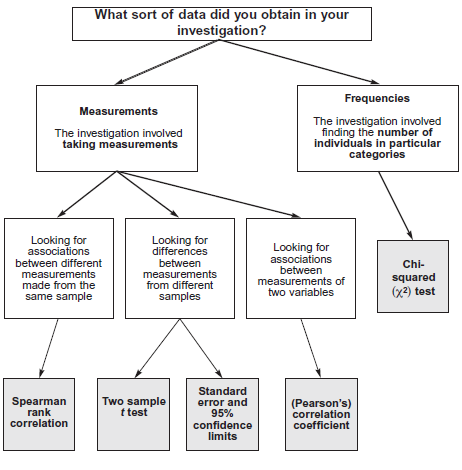 What sort of data did you obtain in your
investigation?
Measurements
The investigation involved
taking measurements
Frequencies
The investigation involved
finding the number of
individuals in particular
categories
Looking for
associations
between different
measurements
made from the
same sample
Looking for
differences
between
measurements
from different
samples
Looking for
associations
between
measurements of
two variables
Chi-
squared
(χ²) test
Spearman
rank
correlation
Two sample
t test
Standard
error and
95%
confidence
limits
(Pearson's)
correlation
coefficient